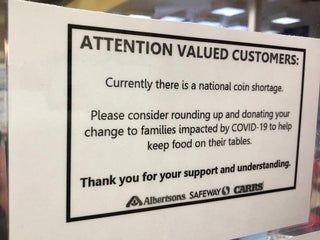 ATTENTION VALUED CUSTOMERS:
Currently there is a national coin shortage.
Please consider rounding up and donating your
change to families impacted by COVID-19 to help
keep food on their tables.
Thank you for your support and understanding.
Albertsons SAFEWAY CARRS